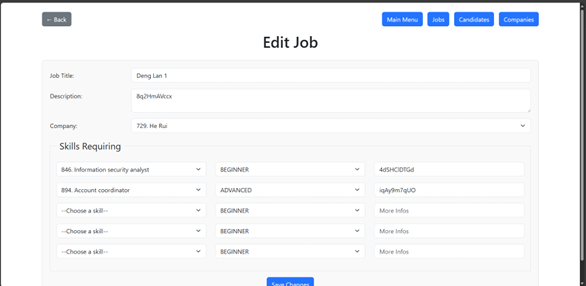 ← Back
Main Menu Jobs Candidates Companies
Edit Job
Job Title: Deng Lan 1
Description: 8q2HmAVccx
Company: 729. He Rui
Skills Requiring
846. Information security analyst BEGINNER 4dSHClDTGd
894. Account coordinator ADVANCED iqAy9m7qUO
--Choose a skill-- BEGINNER More Infos
--Choose a skill-- BEGINNER More Infos
--Choose a skill-- BEGINNER More Infos
Save Changes